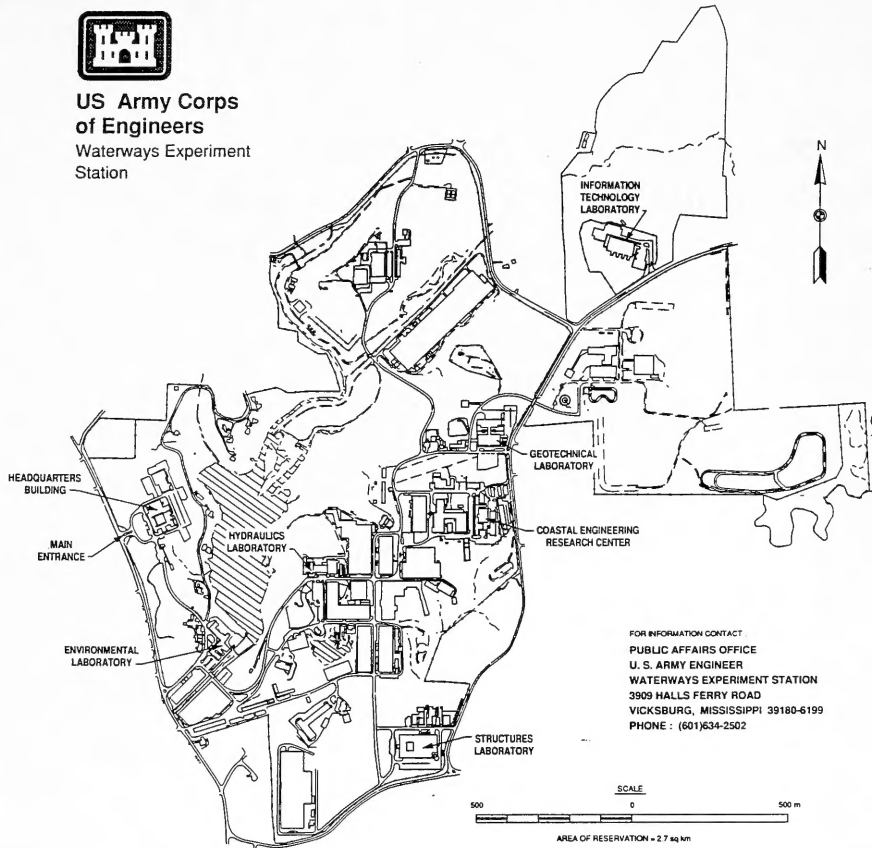 US Army Corps
of Engineers
Waterways Experiment
Station
N
INFORMATION
TECHNOLOGY
LABORATORY
GEOTECHNICAL
LABORATORY
HEADQUARTERS
BUILDING
MAIN
ENTRANCE
HYDRAULICS
LABORATORY
COASTAL ENGINEERING
RESEARCH CENTER
ENVIRONMENTAL
LABORATORY
STRUCTURES
LABORATORY
FOR INFORMATION CONTACT
PUBLIC AFFAIRS OFFICE
U. S. ARMY ENGINEER
WATERWAYS EXPERIMENT STATION
3909 HALLS FERRY ROAD
VICKSBURG, MISSISSIPPI 39180-6199
PHONE : (601)634-2502
SCALE
500 0 500 m
AREA OF RESERVATION = 2.7 sq km